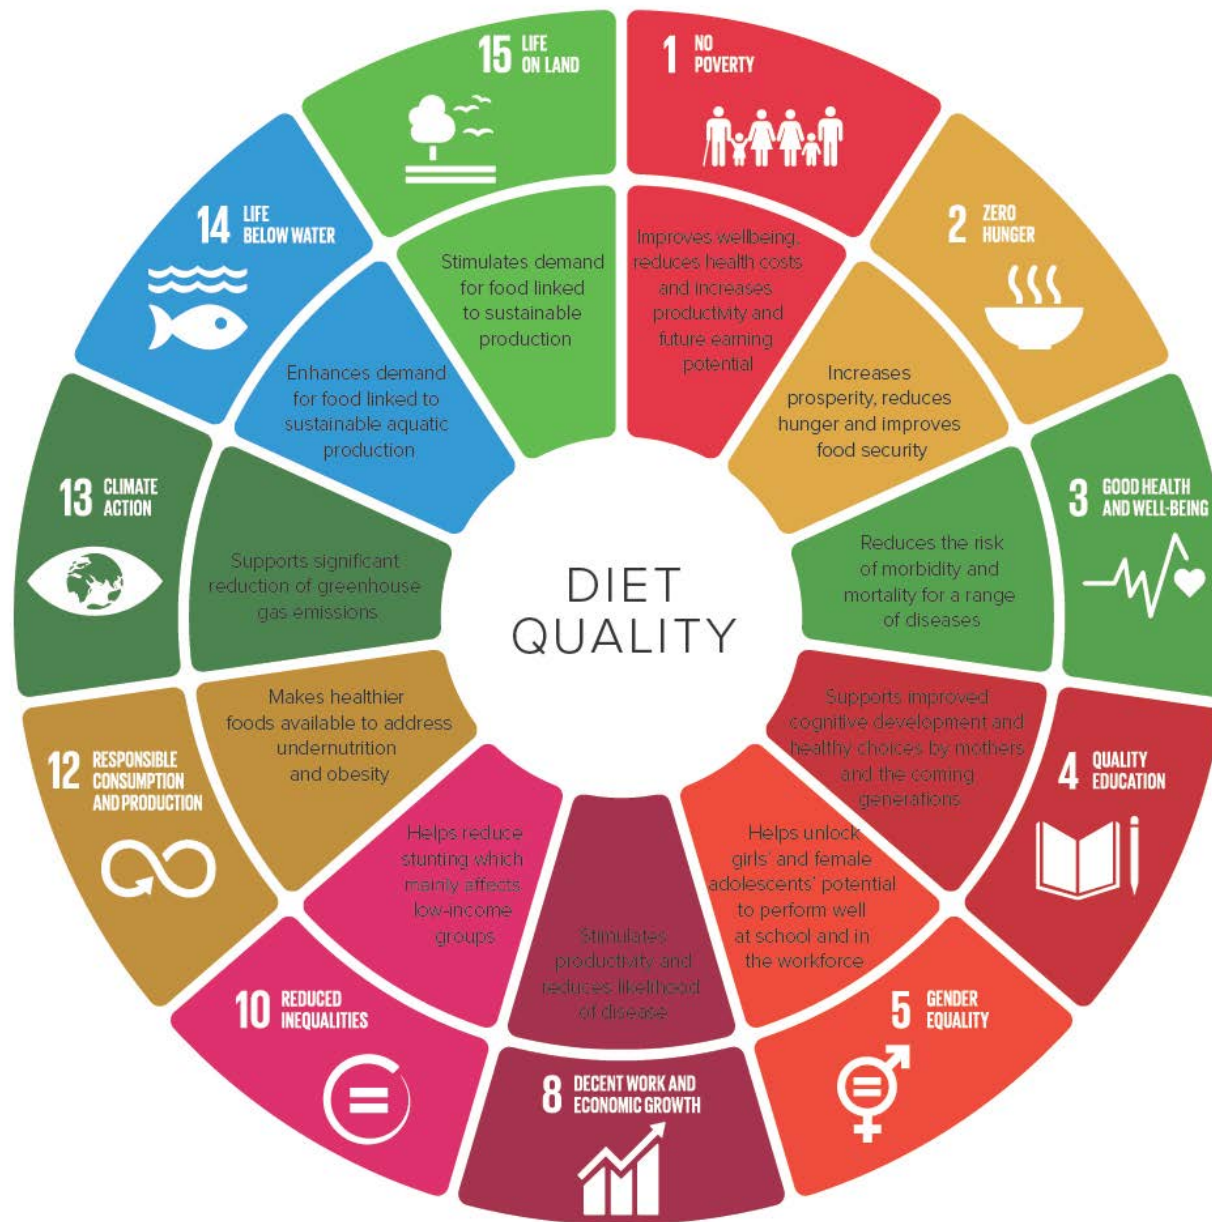 DIET
QUALITY
1 NO
POVERTY
Improves wellbeing,
reduces health costs
and increases
productivity and
future earning
potential
2 ZERO
HUNGER
Increases
prosperity, reduces
hunger and improves
food security
3 GOOD HEALTH
AND WELL-BEING
Reduces the risk
of morbidity and
mortality for a range
of diseases
4 QUALITY
EDUCATION
Supports improved
cognitive development and
healthy choices by mothers
and the coming
generations
5 GENDER
EQUALITY
Helps unlock
girls' and female
adolescents' potential
to perform well
at school and in
the workforce
8 DECENT WORK AND
ECONOMIC GROWTH
Stimulates
productivity and
reduces likelihood
of disease
10 REDUCED
INEQUALITIES
Helps reduce
stunting which
mainly affects
low-income
groups
12 RESPONSIBLE
CONSUMPTION
AND PRODUCTION
Makes healthier
foods available to address
undernutrition
and obesity
13 CLIMATE
ACTION
Supports significant
reduction of greenhouse
gas emissions
14 LIFE
BELOW WATER
Enhances demand
for food linked to
sustainable aquatic
production
15 LIFE
ON LAND
Stimulates demand
for food linked
to sustainable
production